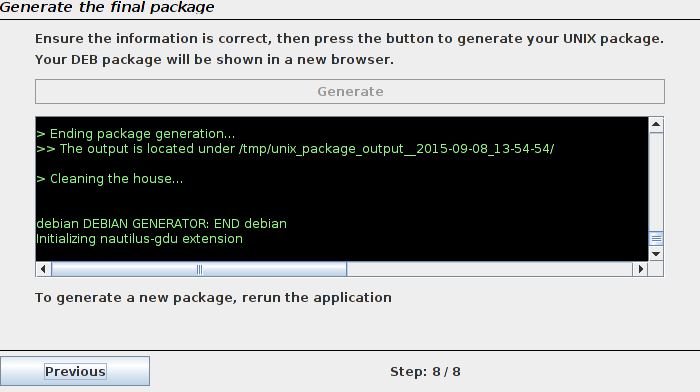 Generate the final package
Ensure the information is correct, then press the button to generate your UNIX package.
Your DEB package will be shown in a new browser.
Generate
> Ending package generation...
>> The output is located under /tmp/unix_package_output__2015-09-08_13-54-54/
> Cleaning the house...
debian DEBIAN GENERATOR: END debian
Initializing nautilus-gdu extension
To generate a new package, rerun the application
Previous
Step: 8 / 8